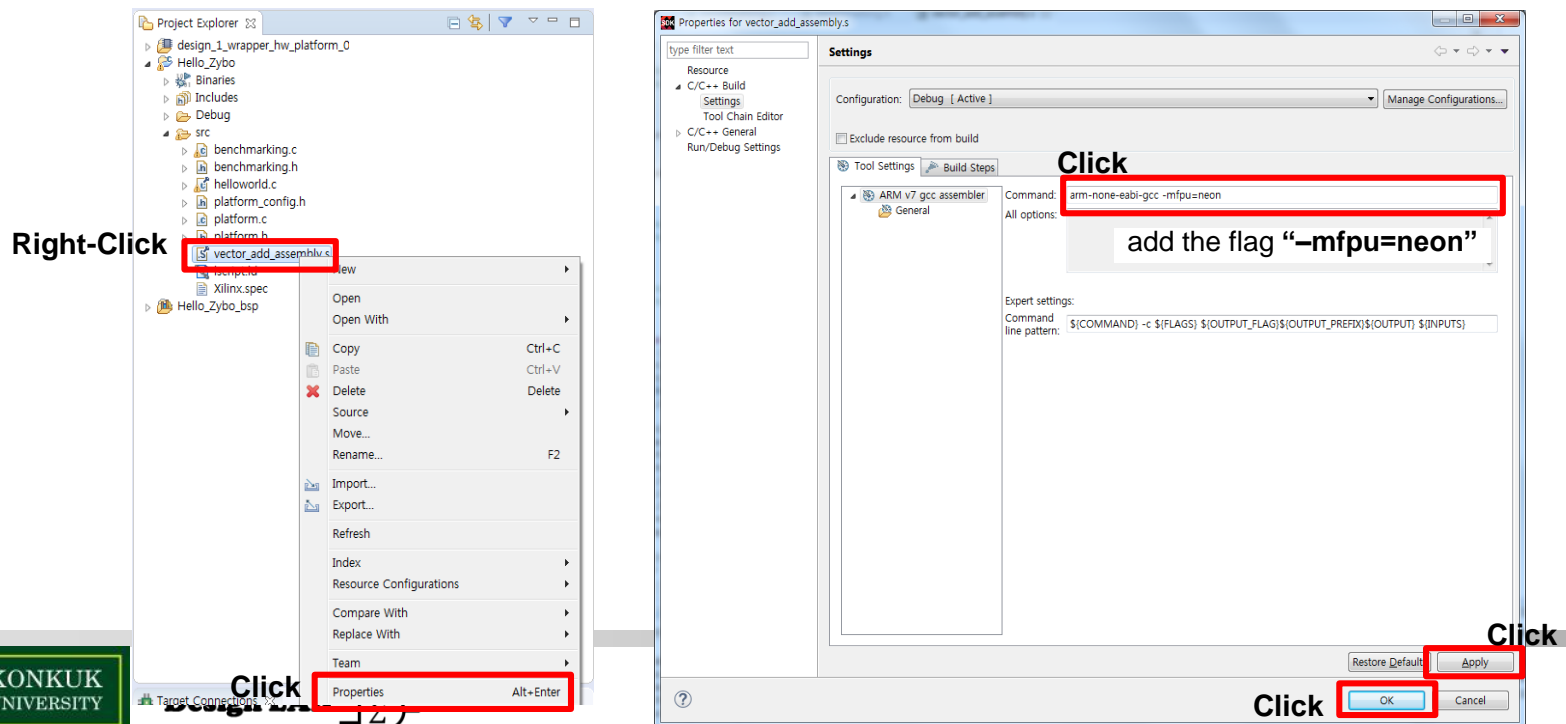 Project Explorer
design_1_wrapper_hw_platform_0
Hello_Zybo
Binaries
Includes
Debug
src
benchmarking.c
benchmarking.h
helloworld.c
platform_config.h
platform.c
platform.h
Right-Click
vector_add_assembly.s
lscript.ld
Xilinx.spec
Hello_Zybo_bsp
New
Open
Open With
Copy Ctrl+C
Paste Ctrl+V
Delete Delete
Source
Move...
Rename... F2
Import...
Export...
Refresh
Index
Resource Configurations
Compare With
Replace With
Team
Click
Properties Alt+Enter
Target Connections
KONKUK
UNIVERSITY
Design
SDK Properties for vector_add_assembly.s
type filter text
Resource
C/C++ Build
Settings
Tool Chain Editor
C/C++ General
Run/Debug Settings
Settings
Configuration: Debug [ Active ] Manage Configurations...
Exclude resource from build
Tool Settings Build Steps
Click
ARM v7 gcc assembler
General
Command: arm-none-eabi-gcc -mfpu=neon
All options:
add the flag “–mfpu=neon”
Expert settings:
Command
line pattern: ${COMMAND} -c ${FLAGS} ${OUTPUT_FLAG}${OUTPUT_PREFIX}${OUTPUT} ${INPUTS}
Click
Restore Default Apply
Click
OK Cancel